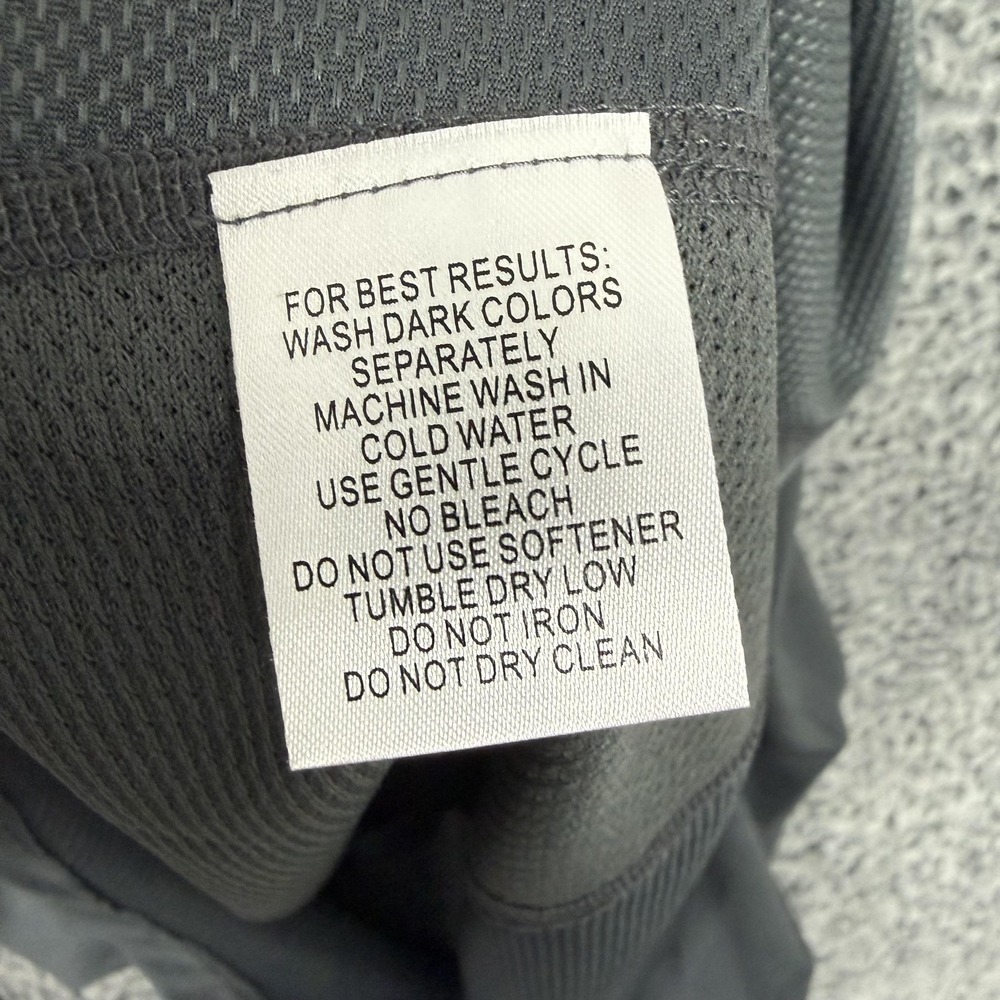 FOR BEST RESULTS:
WASH DARK COLORS
SEPARATELY
MACHINE WASH IN
COLD WATER
USE GENTLE CYCLE
NO BLEACH
DO NOT USE SOFTENER
TUMBLE DRY LOW
DO NOT IRON
DO NOT DRY CLEAN